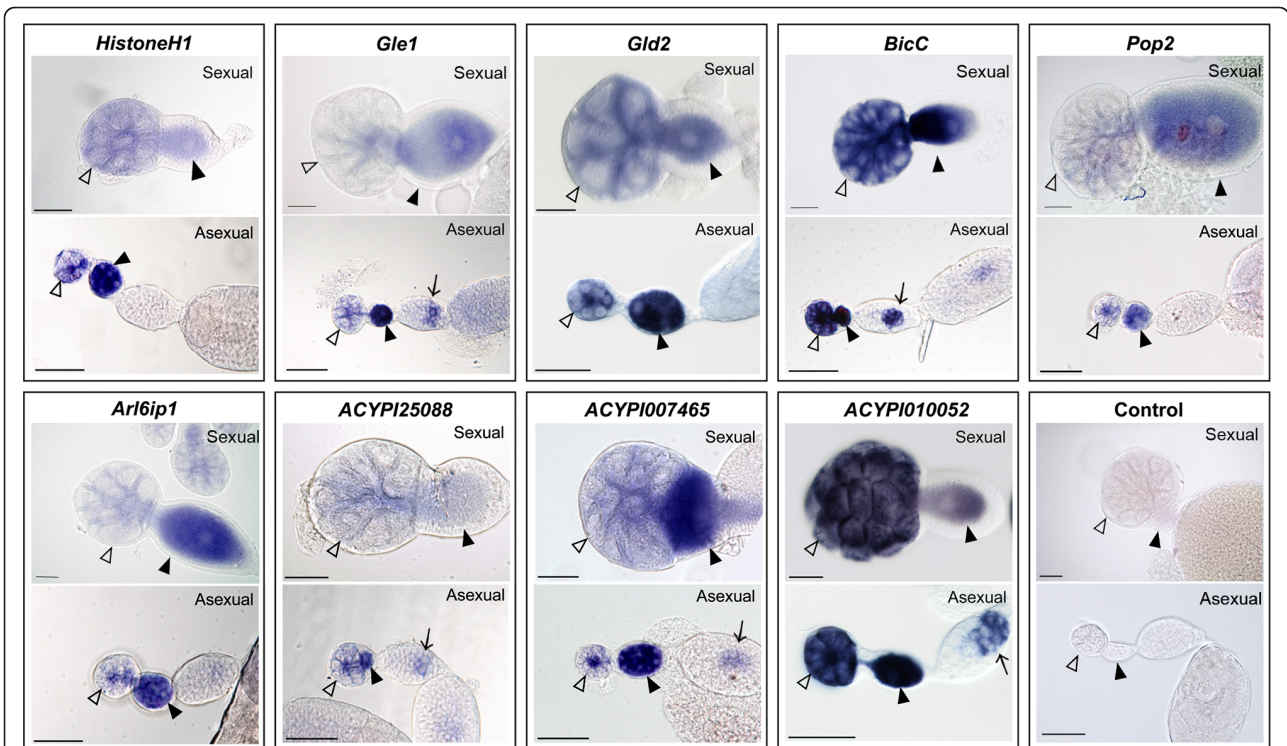 HistoneH1
Sexual
Asexual
Gle1
Sexual
Asexual
Gld2
Sexual
Asexual
BicC
Sexual
Asexual
Pop2
Sexual
Asexual
Arl6ip1
Sexual
Asexual
ACYPI25088
Sexual
Asexual
ACYPI007465
Sexual
Asexual
ACYPI010052
Sexual
Asexual
Control
Sexual
Asexual